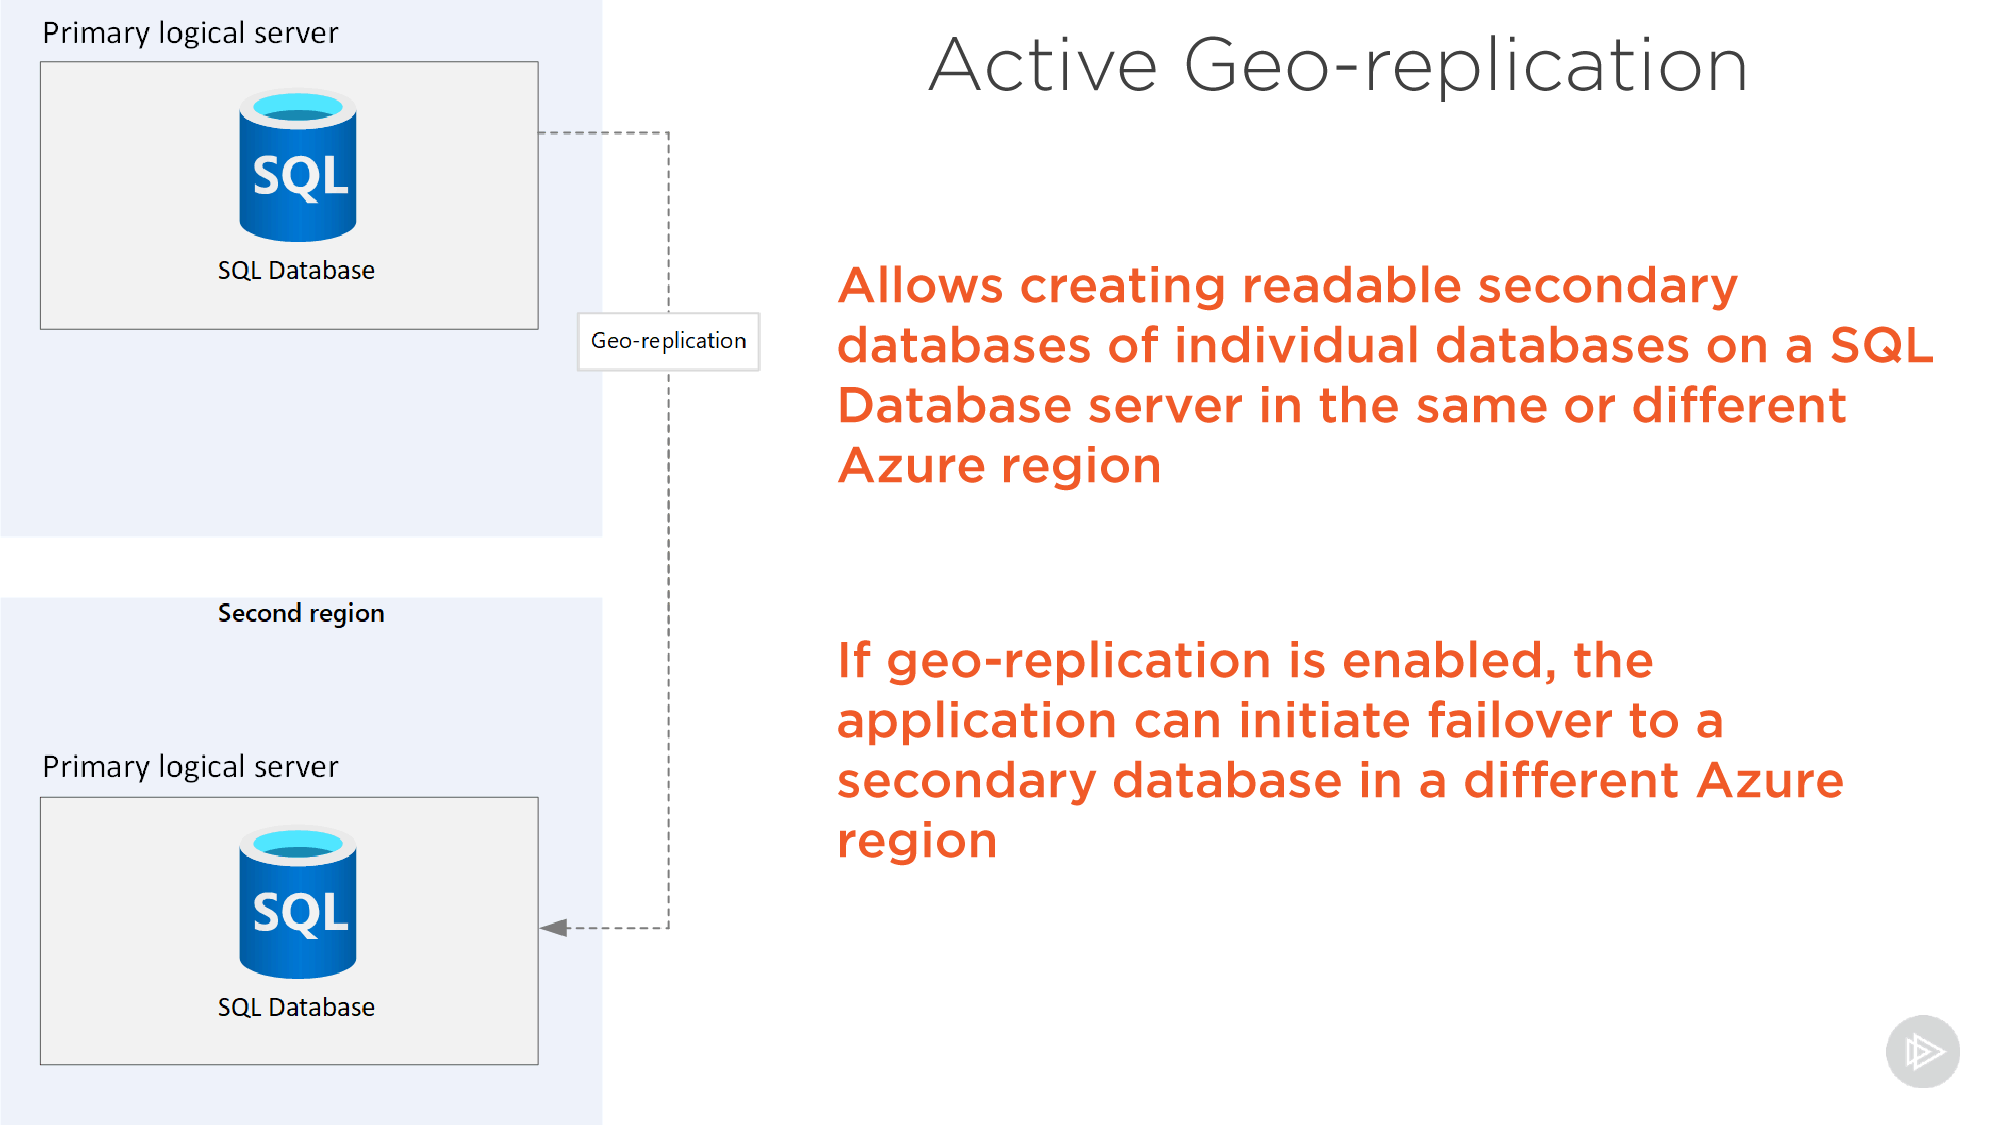 Primary logical server
SQL
SQL Database
Geo-replication
Second region
Primary logical server
SQL
SQL Database
Active Geo-replication
Allows creating readable secondary
databases of individual databases on a SQL
Database server in the same or different
Azure region
If geo-replication is enabled, the
application can initiate failover to a
secondary database in a different Azure
region